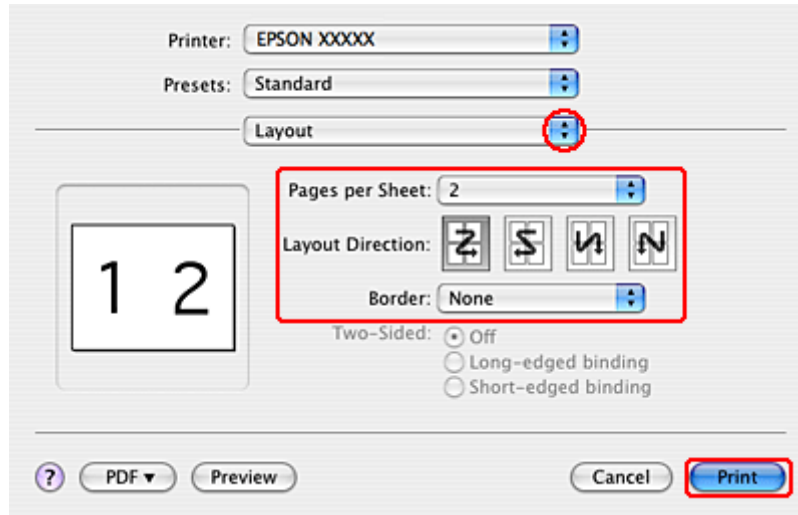 Printer: EPSON XXXXX
Presets: Standard
Layout
Pages per Sheet: 2
Layout Direction:
Border: None
Two-Sided: Off
Long-edged binding
Short-edged binding
1 2
? PDF Preview Cancel Print